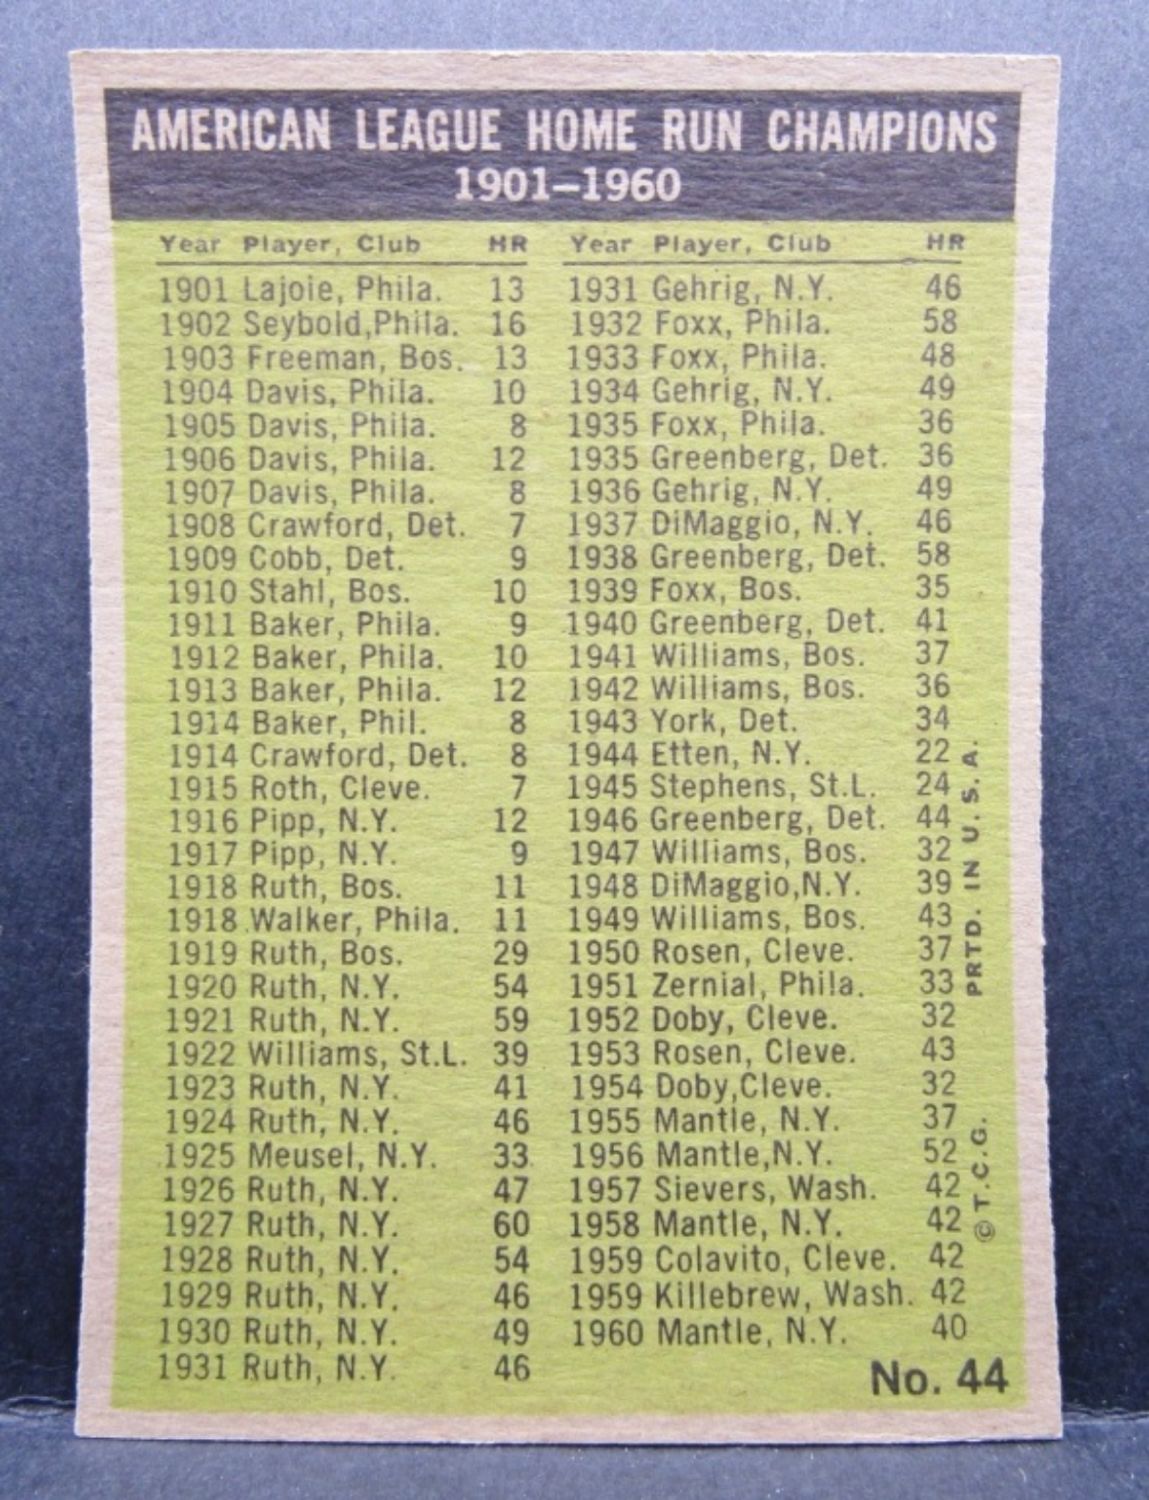 AMERICAN LEAGUE HOME RUN CHAMPIONS
1901-1960
Year Player, Club HR
1901 Lajoie, Phila. 13
1902 Seybold,Phila. 16
1903 Freeman, Bos. 13
1904 Davis, Phila. 10
1905 Davis, Phila. 8
1906 Davis, Phila. 12
1907 Davis, Phila. 8
1908 Crawford, Det. 7
1909 Cobb, Det. 9
1910 Stahl, Bos. 10
1911 Baker, Phila. 9
1912 Baker, Phila. 10
1913 Baker, Phila. 12
1914 Baker, Phil. 8
1914 Crawford, Det. 8
1915 Roth, Cleve. 7
1916 Pipp, N.Y. 12
1917 Pipp, N.Y. 9
1918 Ruth, Bos. 11
1918 Walker, Phila. 11
1919 Ruth, Bos. 29
1920 Ruth, N.Y. 54
1921 Ruth, N.Y. 59
1922 Williams, St.L. 39
1923 Ruth, N.Y. 41
1924 Ruth, N.Y. 46
1925 Meusel, N.Y. 33
1926 Ruth, N.Y. 47
1927 Ruth, N.Y. 60
1928 Ruth, N.Y. 54
1929 Ruth, N.Y. 46
1930 Ruth, N.Y. 49
1931 Ruth, N.Y. 46
Year Player, Club HR
1931 Gehrig, N.Y. 46
1932 Foxx, Phila. 58
1933 Foxx, Phila. 48
1934 Gehrig, N.Y. 49
1935 Foxx, Phila. 36
1935 Greenberg, Det. 36
1936 Gehrig, N.Y. 49
1937 DiMaggio, N.Y. 46
1938 Greenberg, Det. 58
1939 Foxx, Bos. 35
1940 Greenberg, Det. 41
1941 Williams, Bos. 37
1942 Williams, Bos. 36
1943 York, Det. 34
1944 Etten, N.Y. 22
1945 Stephens, St.L. 24
1946 Greenberg, Det. 44
1947 Williams, Bos. 32
1948 DiMaggio,N.Y. 39
1949 Williams, Bos. 43
1950 Rosen, Cleve. 37
1951 Zernial, Phila. 33
1952 Doby, Cleve. 32
1953 Rosen, Cleve. 43
1954 Doby,Cleve. 32
1955 Mantle, N.Y. 37
1956 Mantle,N.Y. 52
1957 Sievers, Wash. 42
1958 Mantle, N.Y. 42
1959 Colavito, Cleve. 42
1959 Killebrew, Wash. 42
1960 Mantle, N.Y. 40
© T.C.G. PRTD. IN U.S.A.
No. 44